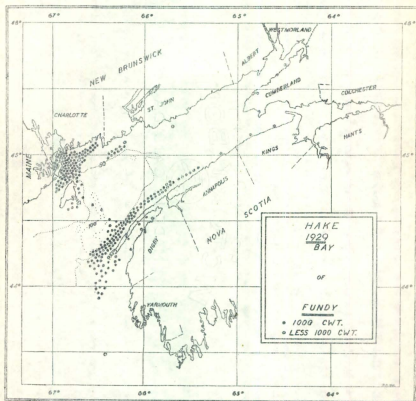 67°
66°
65°
64°
46°
WESTMORLAND
NEW BRUNSWICK
ALBERT
CUMBERLAND
COLCHESTER
ST. JOHN
CHARLOTTE
HANTS
45°
MAINE
KINGS
ANNAPOLIS
NOVA SCOTIA
DIGBY
YARMOUTH
HAKE
1929
BAY
OF
FUNDY
• 1000 CWT.
o LESS 1000 CWT.
67°
66°
65°
64°